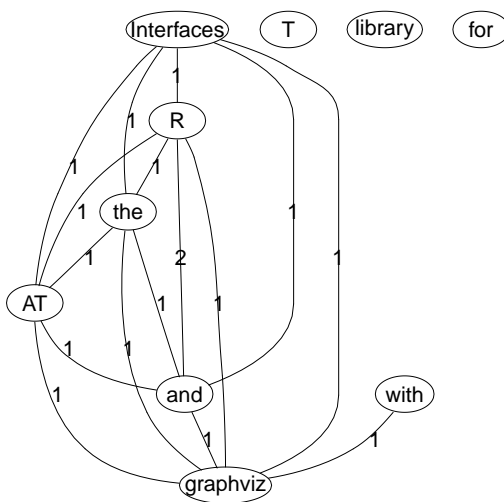 Interfaces T library for
1
R
1 1
1 1
the
1 1 2 1 1 1
AT
1 1 1
1 and with
1 1
graphviz